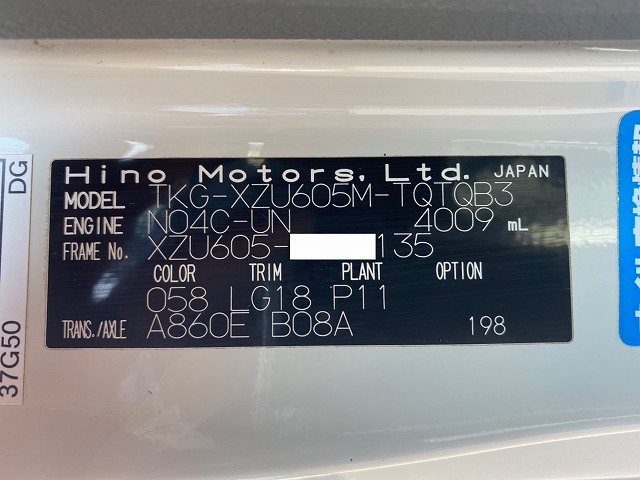 Hino Motors, Ltd. JAPAN
MODEL TKG-XZU605M-TQTQB3
ENGINE N04C-UN 4009 mL
FRAME No. XZU605- 135
COLOR TRIM PLANT OPTION
058 LG18 P11
TRANS./AXLE A860E B08A 198
DG
37G50